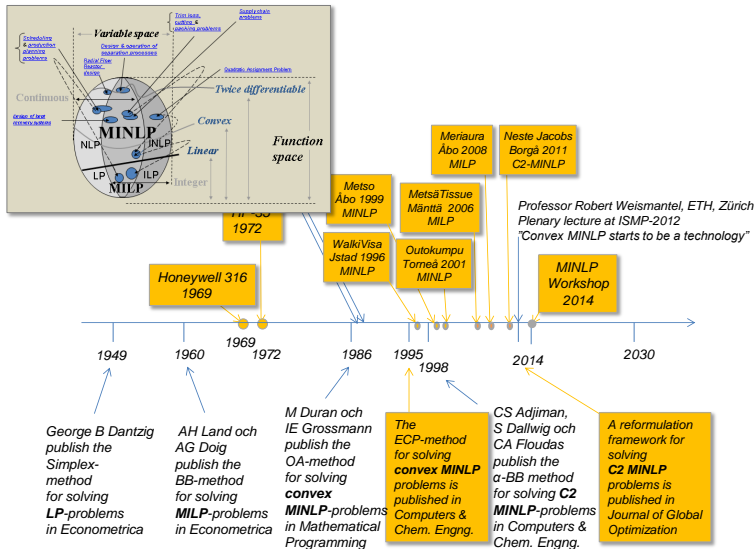 Supply chain
problems
Trim loss,
cutting &
packing problems
Variable space
Scheduling
& production
planning
problems
Design & operation of
separation processes
Radial Flow
Reactor
design
Quadratic Assignment Problem
Continuous
Twice differentiable
MINLP
Convex
NLP
INLP
Function
space
Linear
LP
ILP
MILP
Integer
1972
Honeywell 316
1969
Metso
Åbo 1999
MINLP
WalkiVisa
Jstad 1996
MINLP
MetsäTissue
Mänttä 2006
MILP
Outokumpu
Torneå 2001
MINLP
Meriaura
Åbo 2008
MILP
Neste Jacobs
Borgå 2011
C2-MINLP
Professor Robert Weismantel, ETH, Zürich
Plenary lecture at ISMP-2012
"Convex MINLP starts to be a technology"
MINLP
Workshop
2014
1949
1960
1969
1972
1986
1995
1998
2014
2030
George B Dantzig
publish the
Simplex-
method
for solving
LP-problems
in Econometrica
AH Land och
AG Doig
publish the
BB-method
for solving
MILP-problems
in Econometrica
M Duran och
IE Grossmann
publish the
OA-method
for solving
convex
MINLP-problems
in Mathematical
Programming
The
ECP-method
for solving
convex MINLP
problems is
published in
Computers &
Chem. Engng.
CS Adjiman,
S Dallwig och
CA Floudas
publish the
α-BB method
for solving C2
MINLP-problems
in Computers &
Chem. Engng.
A reformulation
framework for
solving
C2 MINLP
problems is
published in
Journal of Global
Optimization